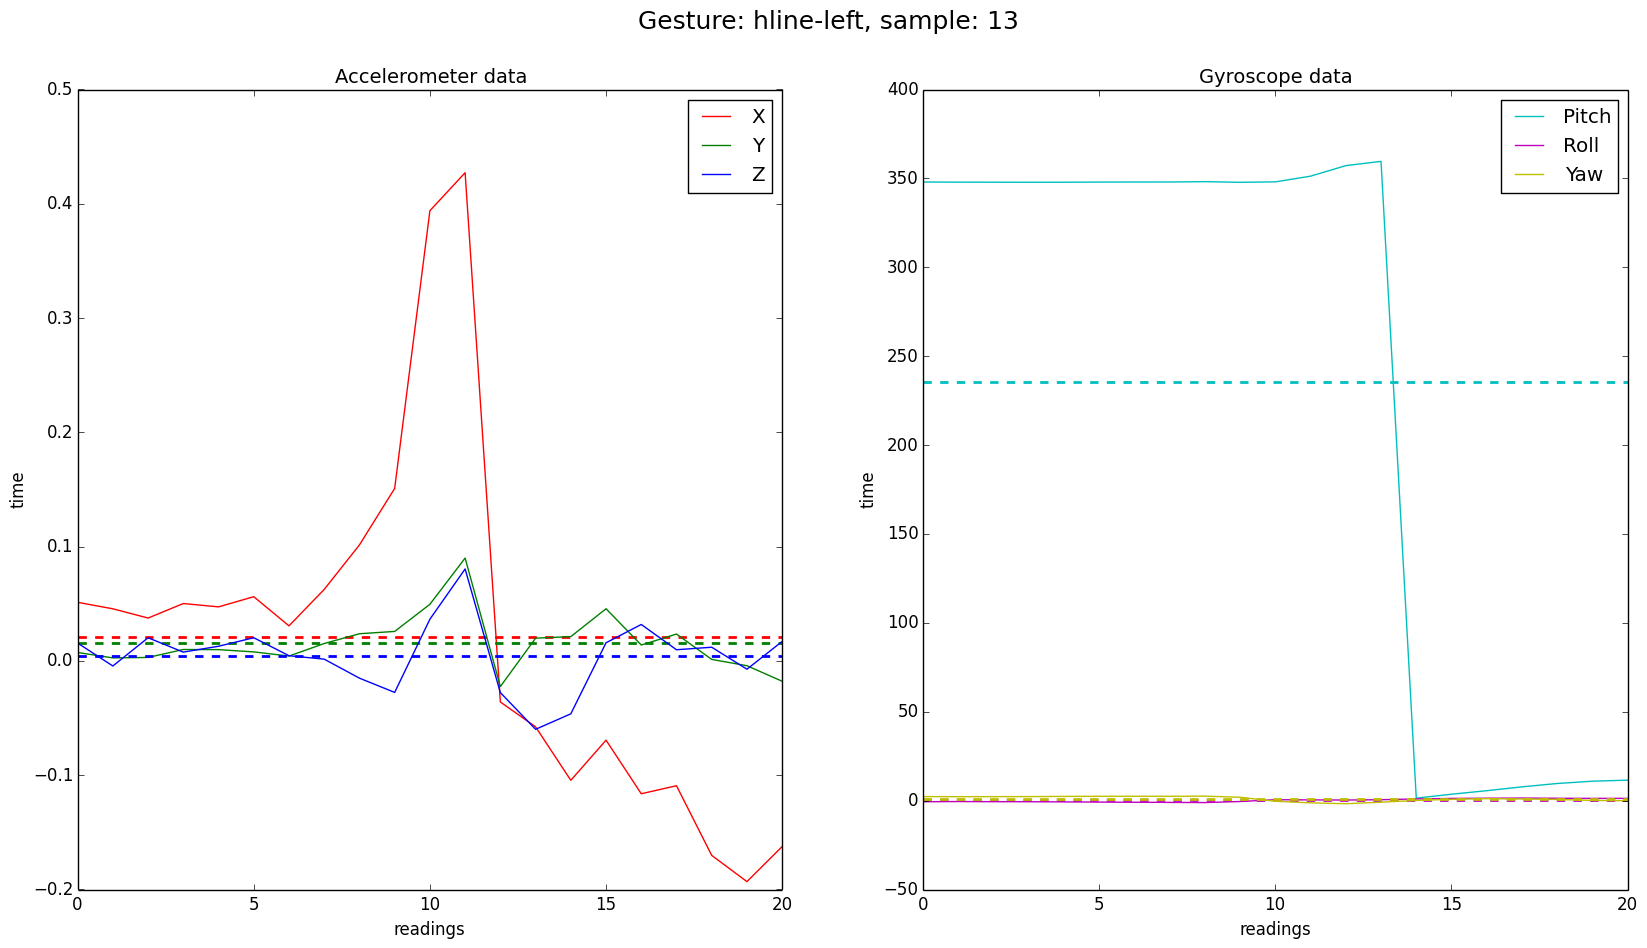 Gesture: hline-left, sample: 13
Accelerometer data
0.5
0.4
0.3
0.2
0.1
0.0
−0.1
−0.2
time
0
5
10
15
20
readings
X
Y
Z
Gyroscope data
400
350
300
250
200
150
100
50
0
−50
time
0
5
10
15
20
readings
Pitch
Roll
Yaw